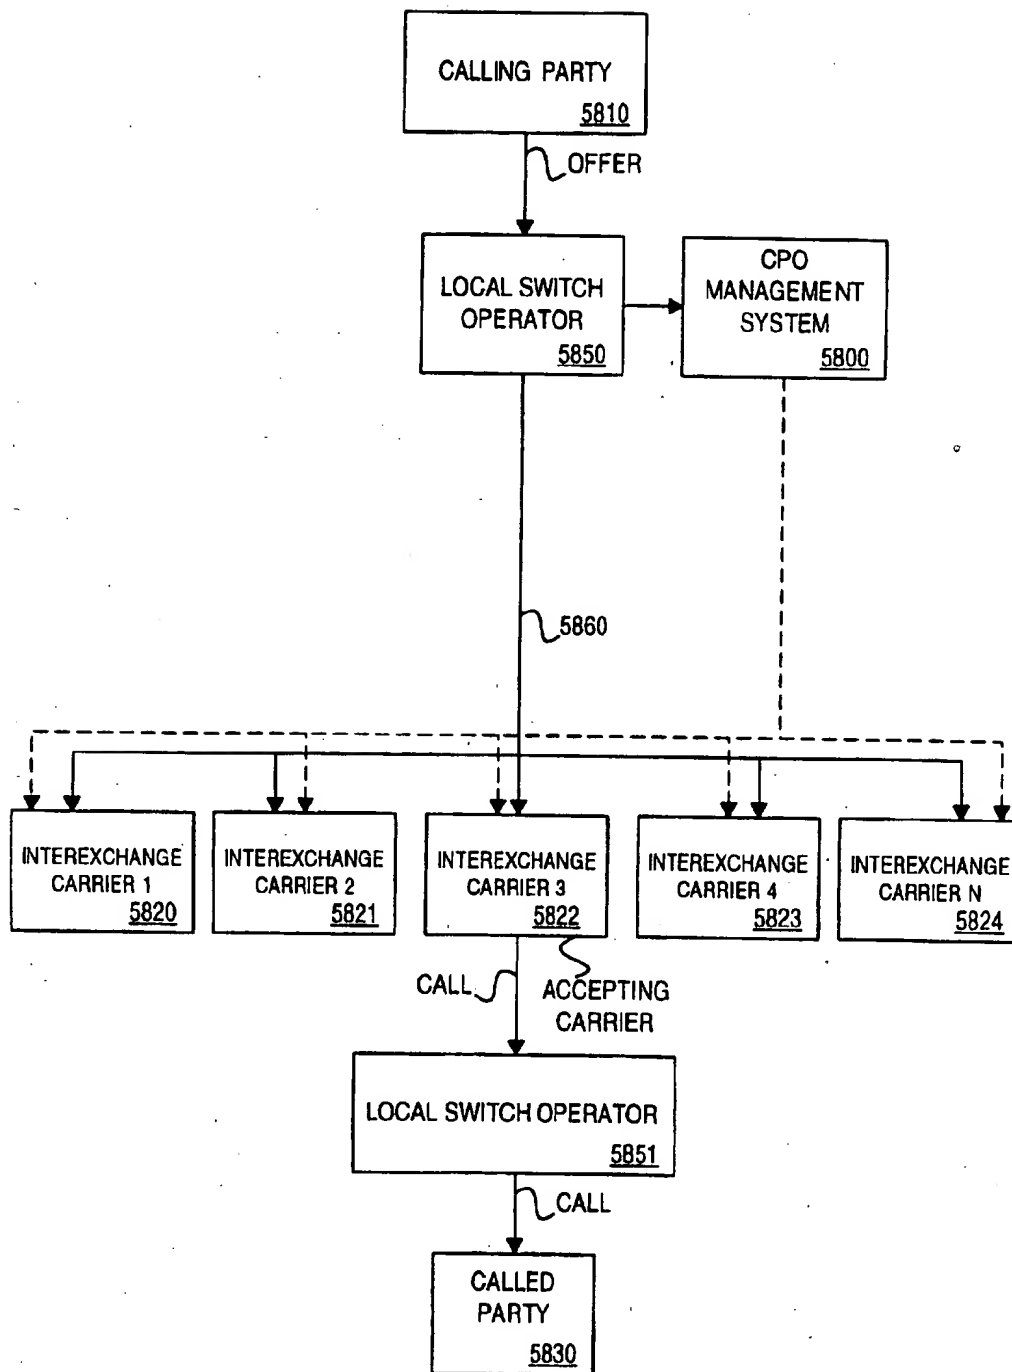 CALLING PARTY
5810
OFFER
LOCAL SWITCH
OPERATOR
5850
CPO
MANAGEMENT
SYSTEM
5800
5860
INTEREXCHANGE
CARRIER 1
5820
INTEREXCHANGE
CARRIER 2
5821
INTEREXCHANGE
CARRIER 3
5822
INTEREXCHANGE
CARRIER 4
5823
INTEREXCHANGE
CARRIER N
5824
CALL
ACCEPTING
CARRIER
LOCAL SWITCH OPERATOR
5851
CALL
CALLED
PARTY
5830